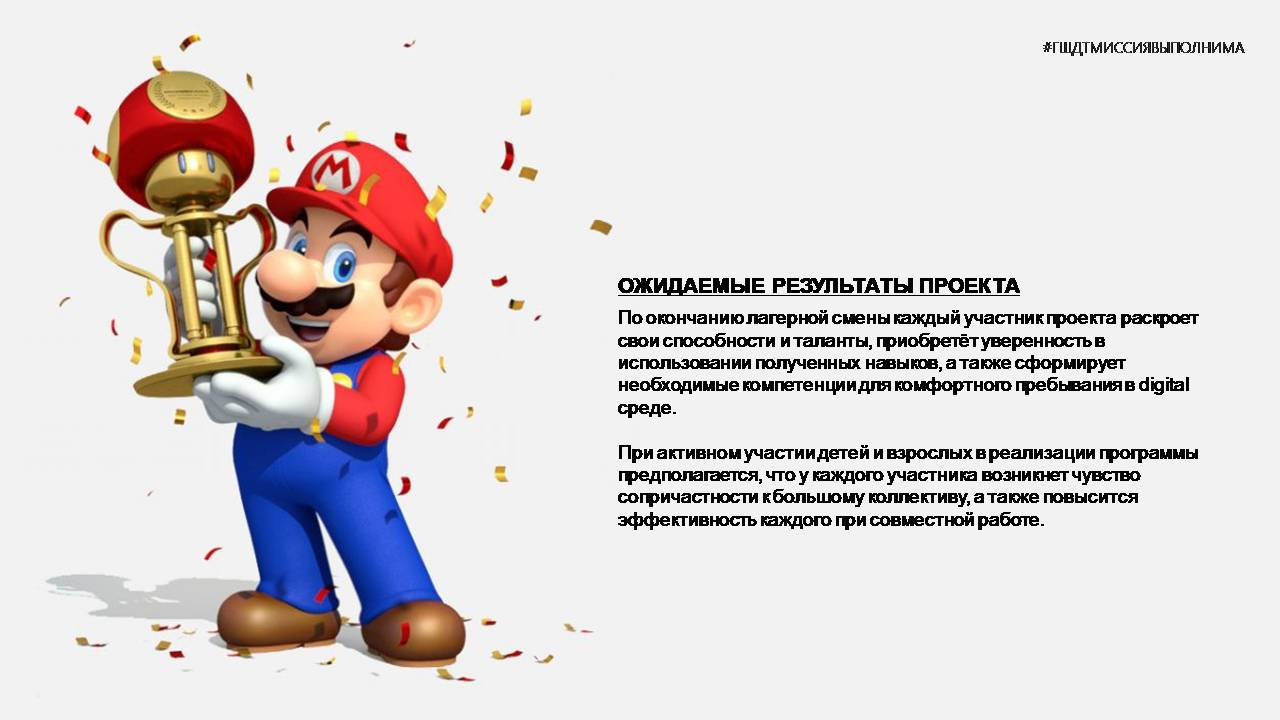 #ГШДТМИССИЯВЫПОЛНИМА
M
ОЖИДАЕМЫЕ РЕЗУЛЬТАТЫ ПРОЕКТА
По окончанию лагерной смены каждый участник проекта раскроет
свои способности и таланты, приобретёт уверенность в
использовании полученных навыков, а также сформирует
необходимые компетенции для комфортного пребывания в digital
среде.
При активном участии детей и взрослых в реализации программы
предполагается, что у каждого участника возникнет чувство
сопричастности к большому коллективу, а также повысится
эффективность каждого при совместной работе.